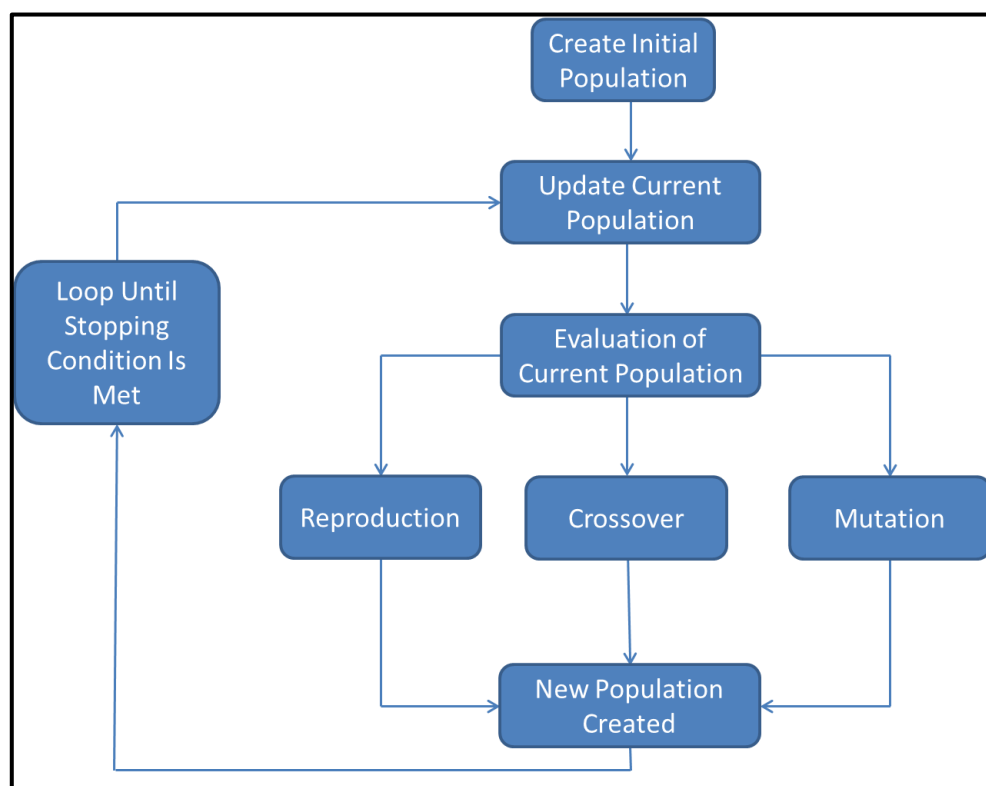 Create Initial
Population
Update Current
Population
Loop Until
Stopping
Condition Is
Met
Evaluation of
Current Population
Reproduction
Crossover
Mutation
New Population
Created